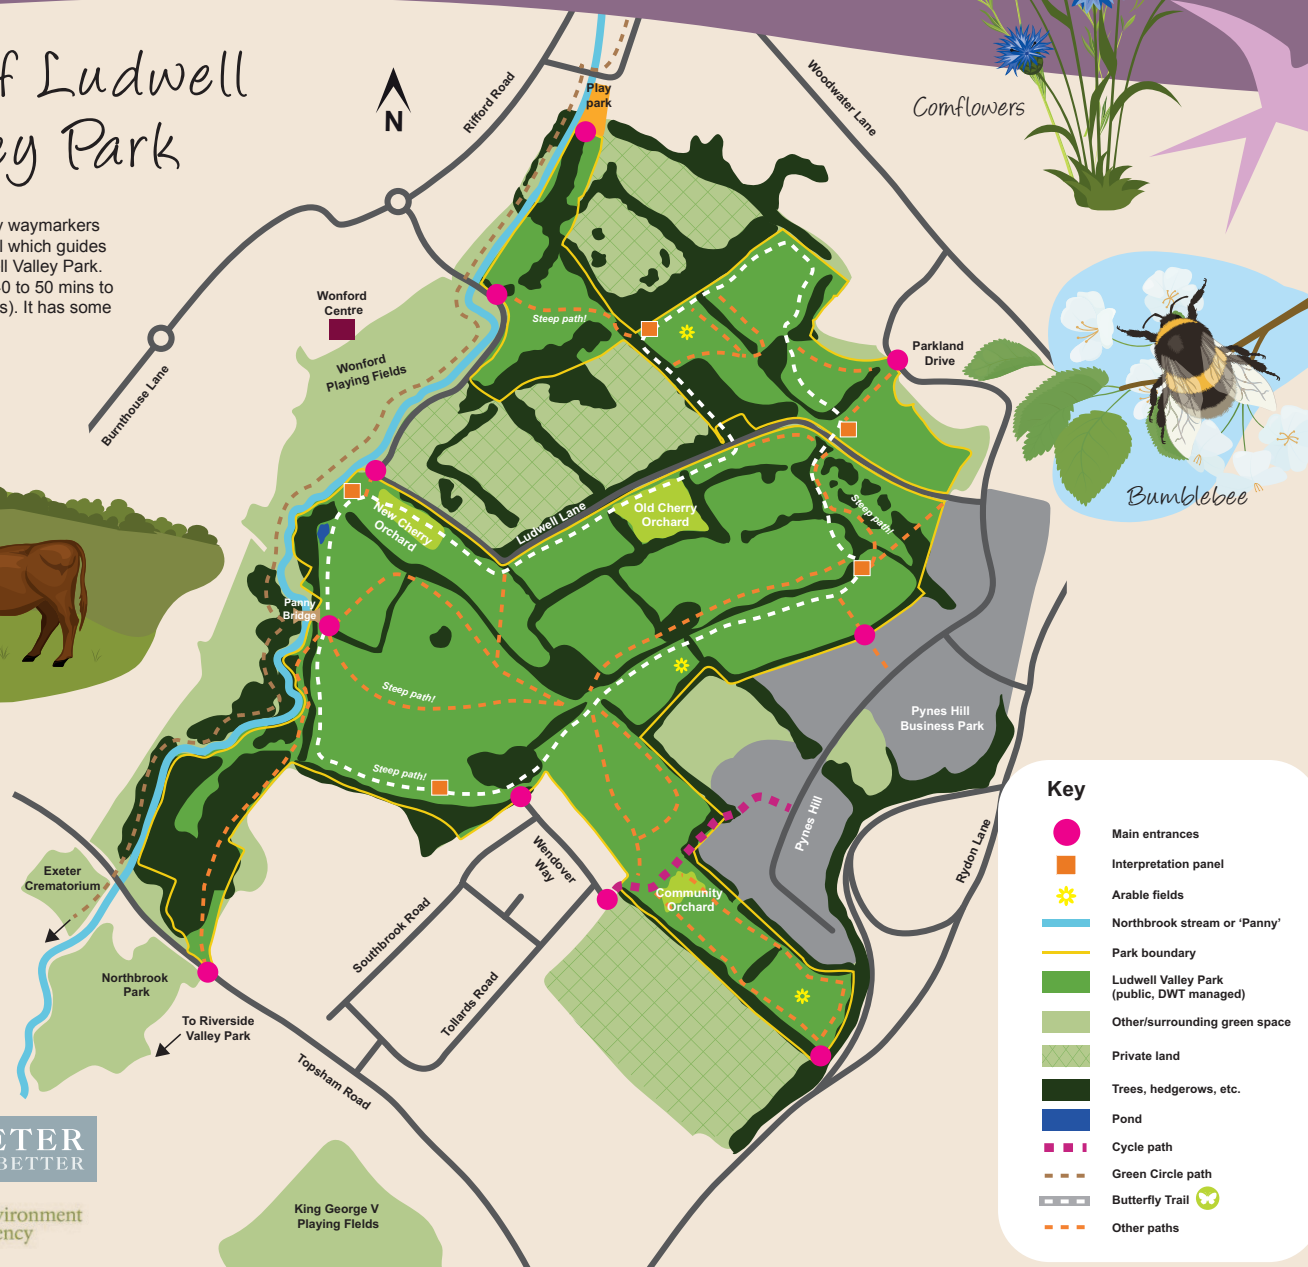 f Ludwell
ey Park
y waymarkers
l which guides
ll Valley Park.
0 to 50 mins to
s). It has some
N
Rifford Road
Play
park
Woodwater Lane
Cornflowers
Wonford
Centre
Wonford
Playing Fields
Burnthouse Lane
Steep path!
Parkland
Drive
Bumblebee
New Cherry
Orchard
Ludwell Lane
Old Cherry
Orchard
Steep path!
Panny
Bridge
Steep path!
Steep path!
Pynes Hill
Business Park
Pynes Hill
Rydon Lane
Wendover
Way
Community
Orchard
Exeter
Crematorium
Southbrook Road
Tollards Road
Northbrook
Park
To Riverside
Valley Park
Topsham Road
King George V
Playing FIelds
ETER
BETTER
vironment
ency
Key
Main entrances
Interpretation panel
Arable fields
Northbrook stream or ‘Panny’
Park boundary
Ludwell Valley Park
(public, DWT managed)
Other/surrounding green space
Private land
Trees, hedgerows, etc.
Pond
Cycle path
Green Circle path
Butterfly Trail
Other paths